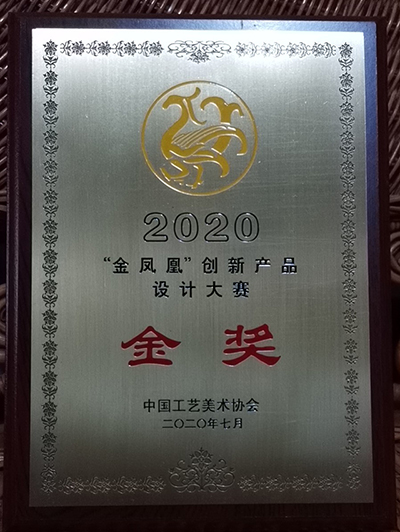 2020
“金凤凰”创新产品
设计大赛
金奖
中国工艺美术协会
二〇二〇年七月